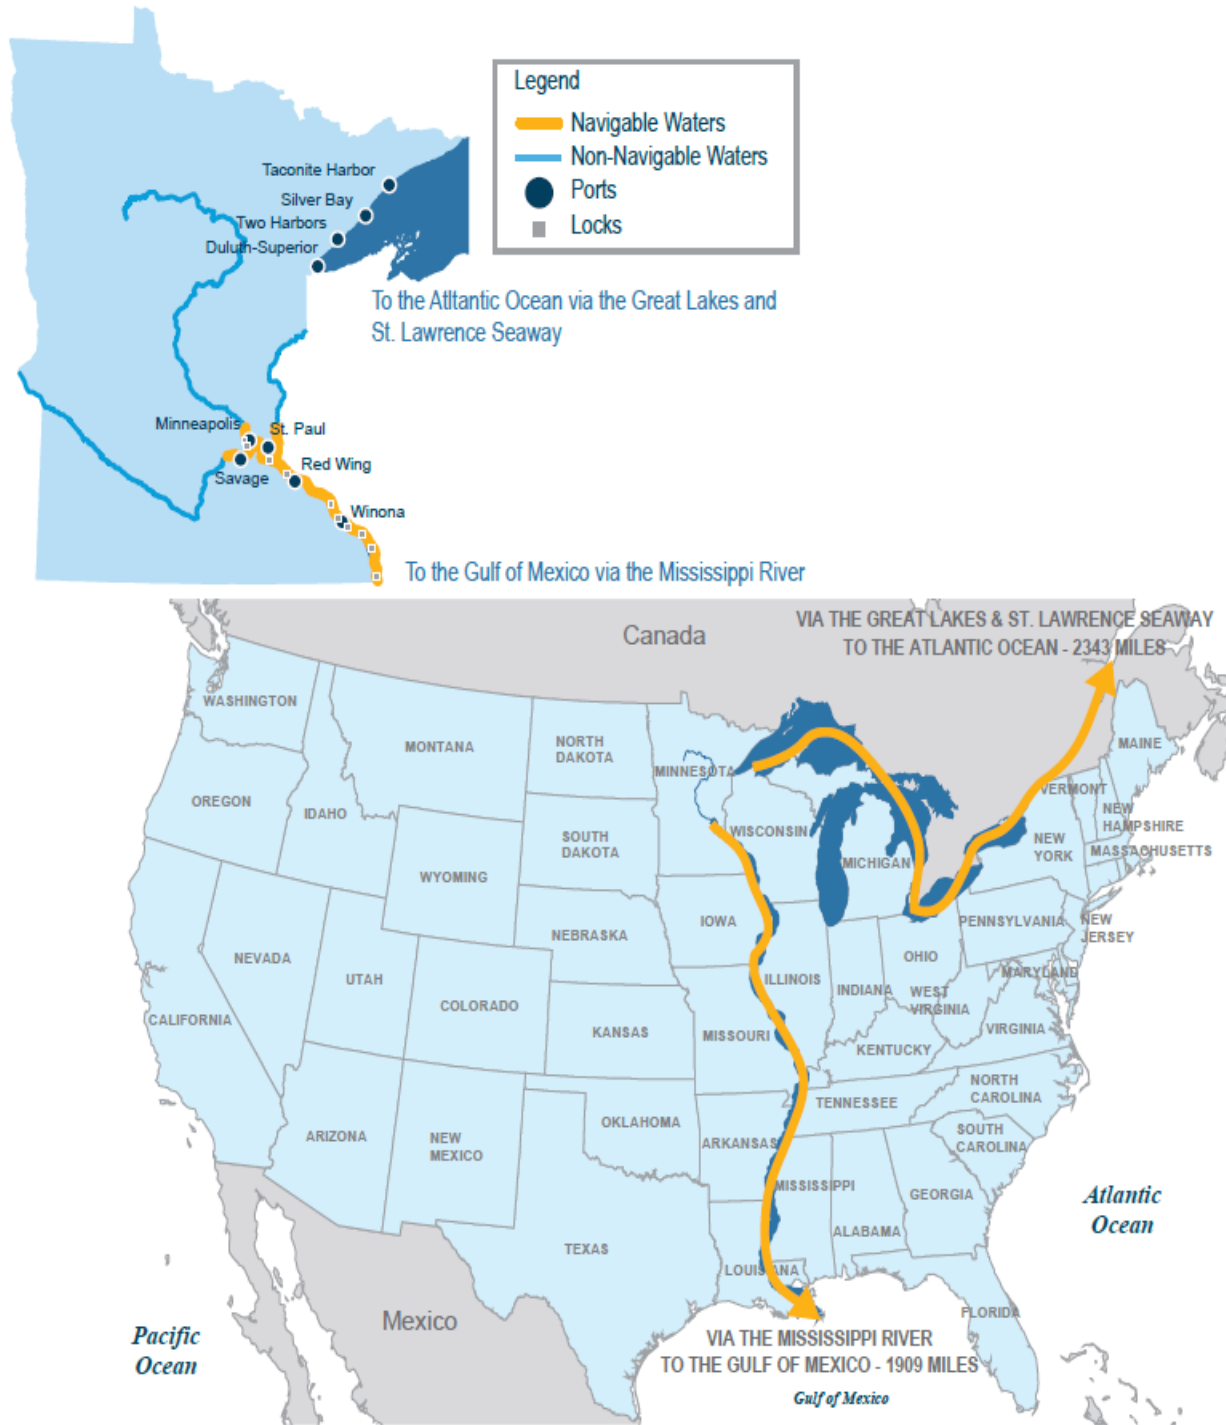 Legend
Navigable Waters
Non-Navigable Waters
Ports
Locks
Taconite Harbor
Silver Bay
Two Harbors
Duluth-Superior
To the Atltantic Ocean via the Great Lakes and
St. Lawrence Seaway
Minneapolis
St. Paul
Savage
Red Wing
Winona
To the Gulf of Mexico via the Mississippi River
Canada
VIA THE GREAT LAKES & ST. LAWRENCE SEAWAY
TO THE ATLANTIC OCEAN - 2343 MILES
WASHINGTON
MONTANA
NORTH
DAKOTA
MINNESOTA
MAINE
OREGON
IDAHO
VERMONT
NEW
HAMPSHIRE
SOUTH
DAKOTA
WISCONSIN
MICHIGAN
NEW
YORK
MASSACHUSETTS
WYOMING
IOWA
NEBRASKA
PENNSYLVANIA
NEW
JERSEY
NEVADA
UTAH
COLORADO
ILLINOIS
INDIANA
OHIO
WEST
VIRGINIA
MARYLAND
VIRGINIA
CALIFORNIA
KANSAS
MISSOURI
KENTUCKY
NORTH
CAROLINA
TENNESSEE
SOUTH
CAROLINA
ARIZONA
NEW
MEXICO
OKLAHOMA
ARKANSAS
MISSISSIPPI
GEORGIA
ALABAMA
Atlantic
Ocean
TEXAS
LOUISIANA
FLORIDA
Mexico
Pacific
Ocean
VIA THE MISSISSIPPI RIVER
TO THE GULF OF MEXICO - 1909 MILES
Gulf of Mexico